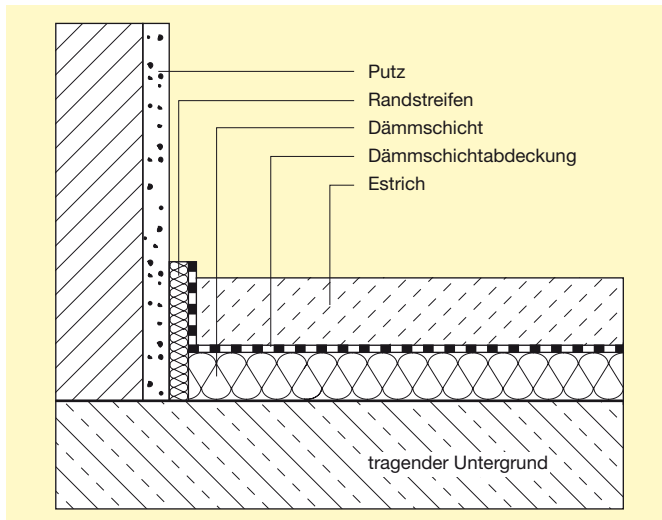 Putz
Randstreifen
Dämmschicht
Dämmschichtabdeckung
Estrich
tragender Untergrund